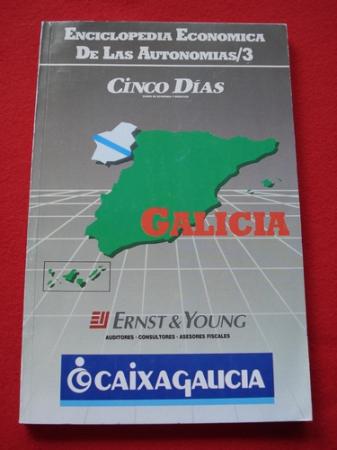 ENCICLOPEDIA ECONOMICA
DE LAS AUTONOMIAS/3
CINCO DÍAS
GALICIA
ERNST & YOUNG
AUDITORES · CONSULTORES · ASESORES FISCALES
CAIXAGALICIA